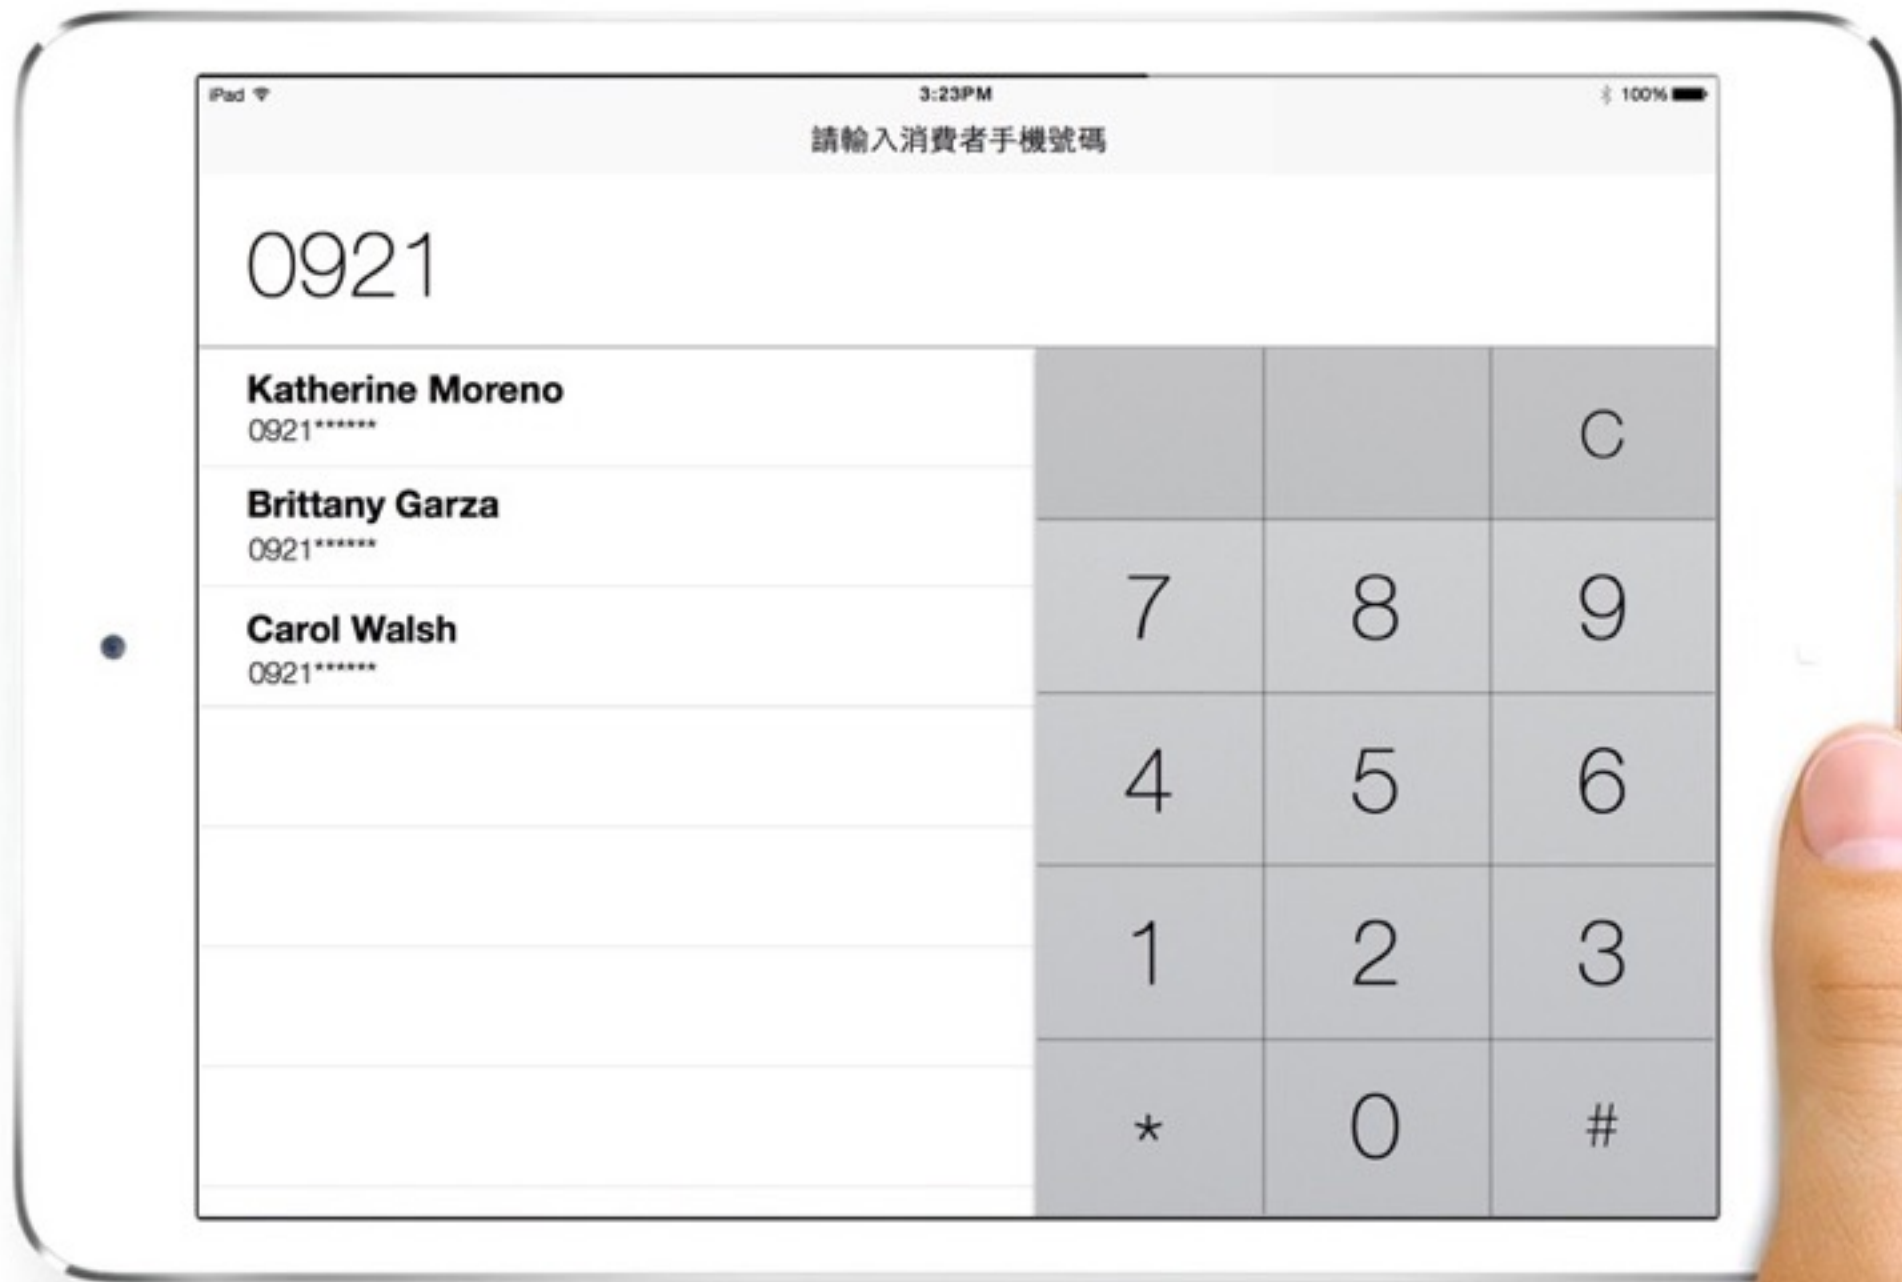 iPad
3:23PM
100%
請輸入消費者手機號碼
0921
Katherine Moreno
0921******
Brittany Garza
0921******
Carol Walsh
0921******
C
7 8 9
4 5 6
1 2 3
* 0 #